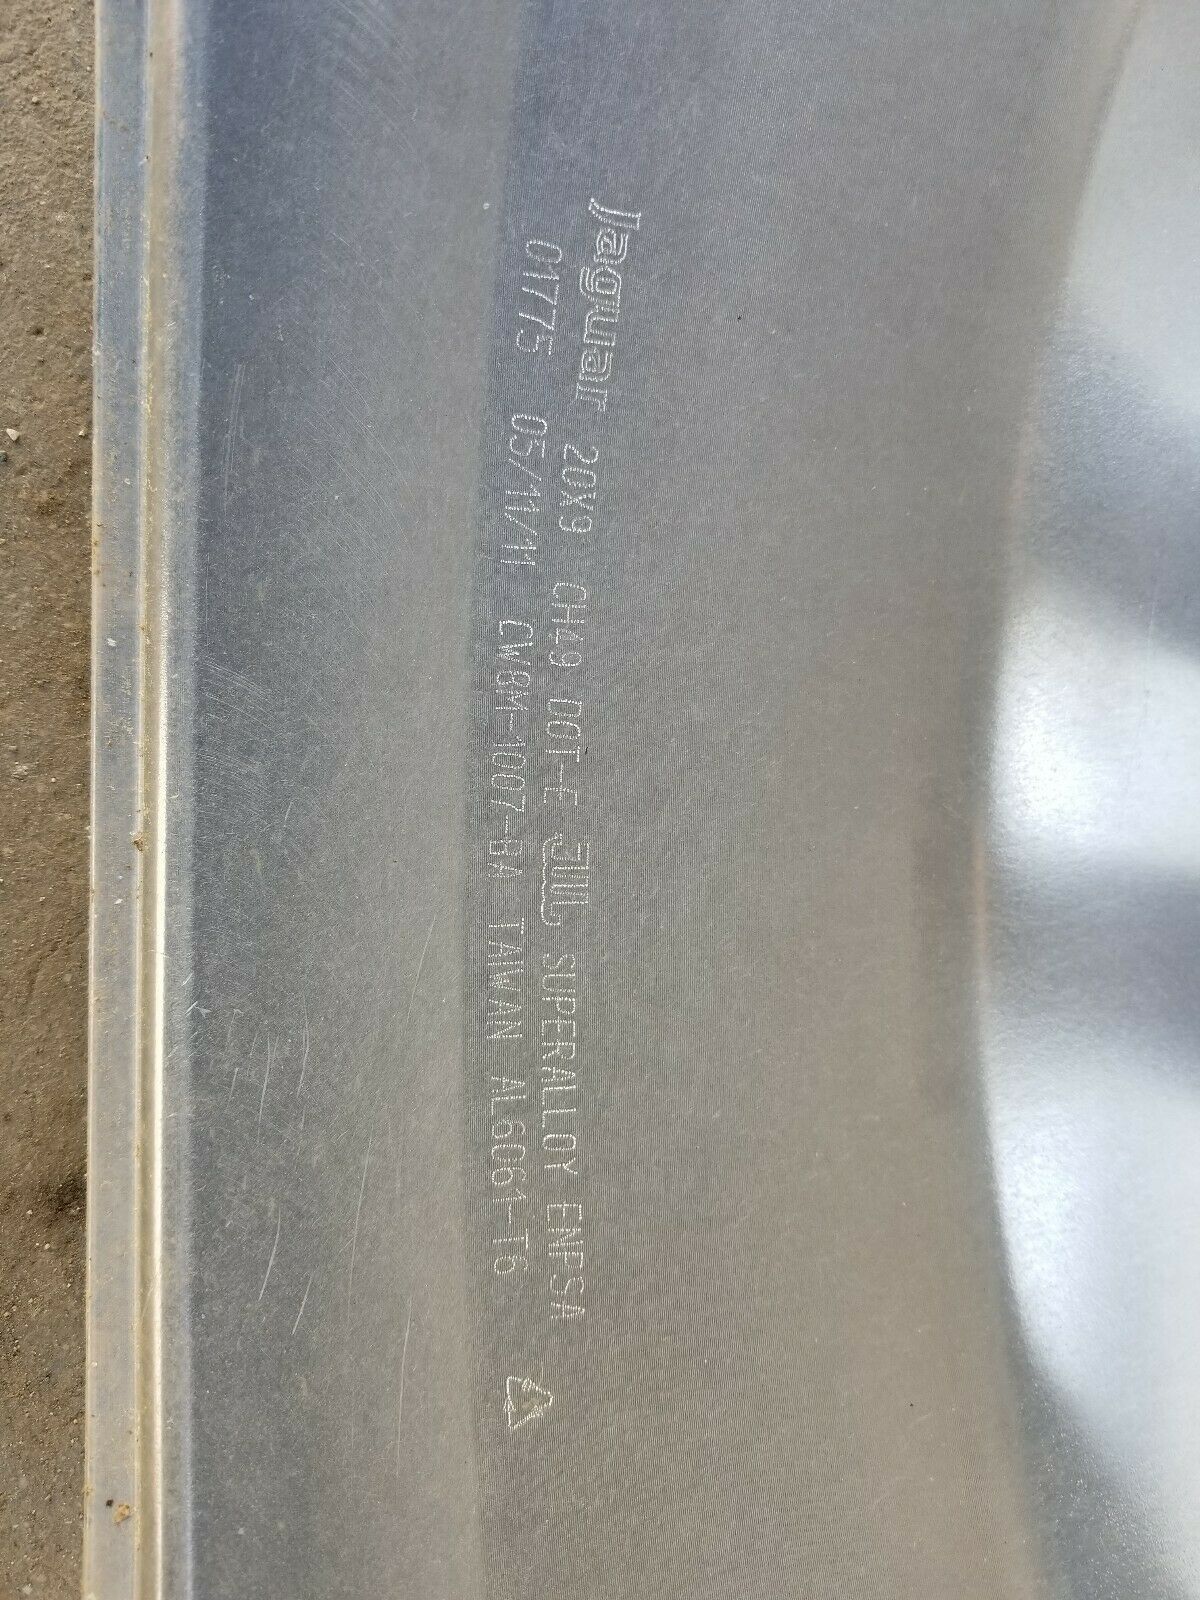 Jaguar 20X9 CH49 DOT-E JWL SUPERALLOY ENPSA
01775 05/11/11 CW8M-1007-BA TAIWAN AL6061-T6